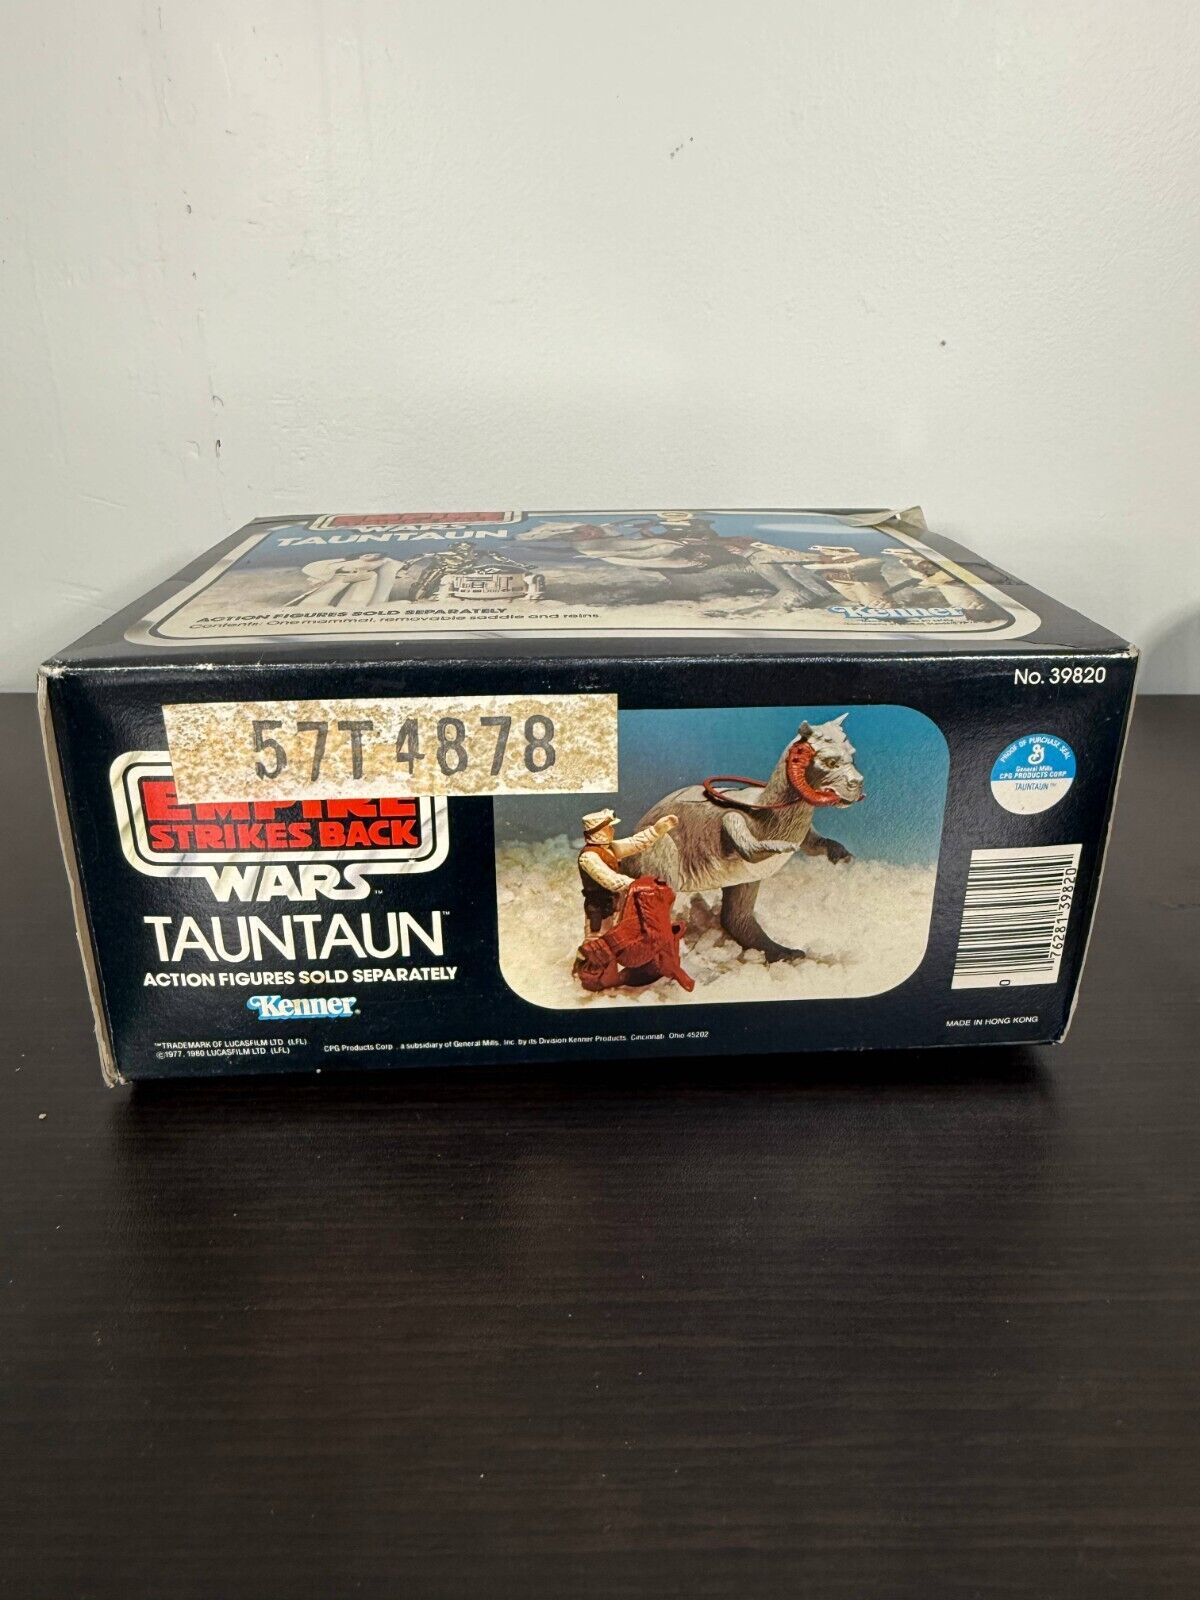 WARS
TAUNTAUN
ACTION FIGURES SOLD SEPARATELY
Contents: One mammal, removable saddle and reins.
Kenner
No. 39820
57T4878
EMPIRE
STRIKES BACK
WARS™
TAUNTAUN™
ACTION FIGURES SOLD SEPARATELY
Kenner®
™TRADEMARK OF LUCASFILM LTD. (LFL)
©1977, 1980 LUCASFILM LTD. (LFL)
CPG Products Corp., a subsidiary of General Mills, Inc. by its Division Kenner Products, Cincinnati, Ohio 45202
PROOF OF PURCHASE SEAL
G
General Mills
CPG PRODUCTS CORP
TAUNTAUN™
0 76281 39820
MADE IN HONG KONG